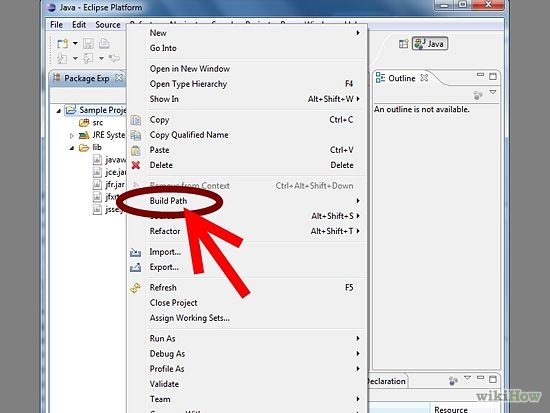 Java - Eclipse Platform
File Edit Source
Java
Package Exp
Outline
An outline is not available.
Sample Proje
src
JRE System
lib
javaw
jce.jar
jfr.jar
jfxrt
jsse.j
New
Go Into
Open in New Window
Open Type Hierarchy F4
Show In Alt+Shift+W
Copy Ctrl+C
Copy Qualified Name
Paste Ctrl+V
Delete Delete
Remove from Context Ctrl+Alt+Shift+Down
Build Path
Alt+Shift+S
Refactor Alt+Shift+T
Import...
Export...
Refresh F5
Close Project
Assign Working Sets...
Run As
Debug As
Profile As
Validate
Team
Declaration
Resource
wikiHow